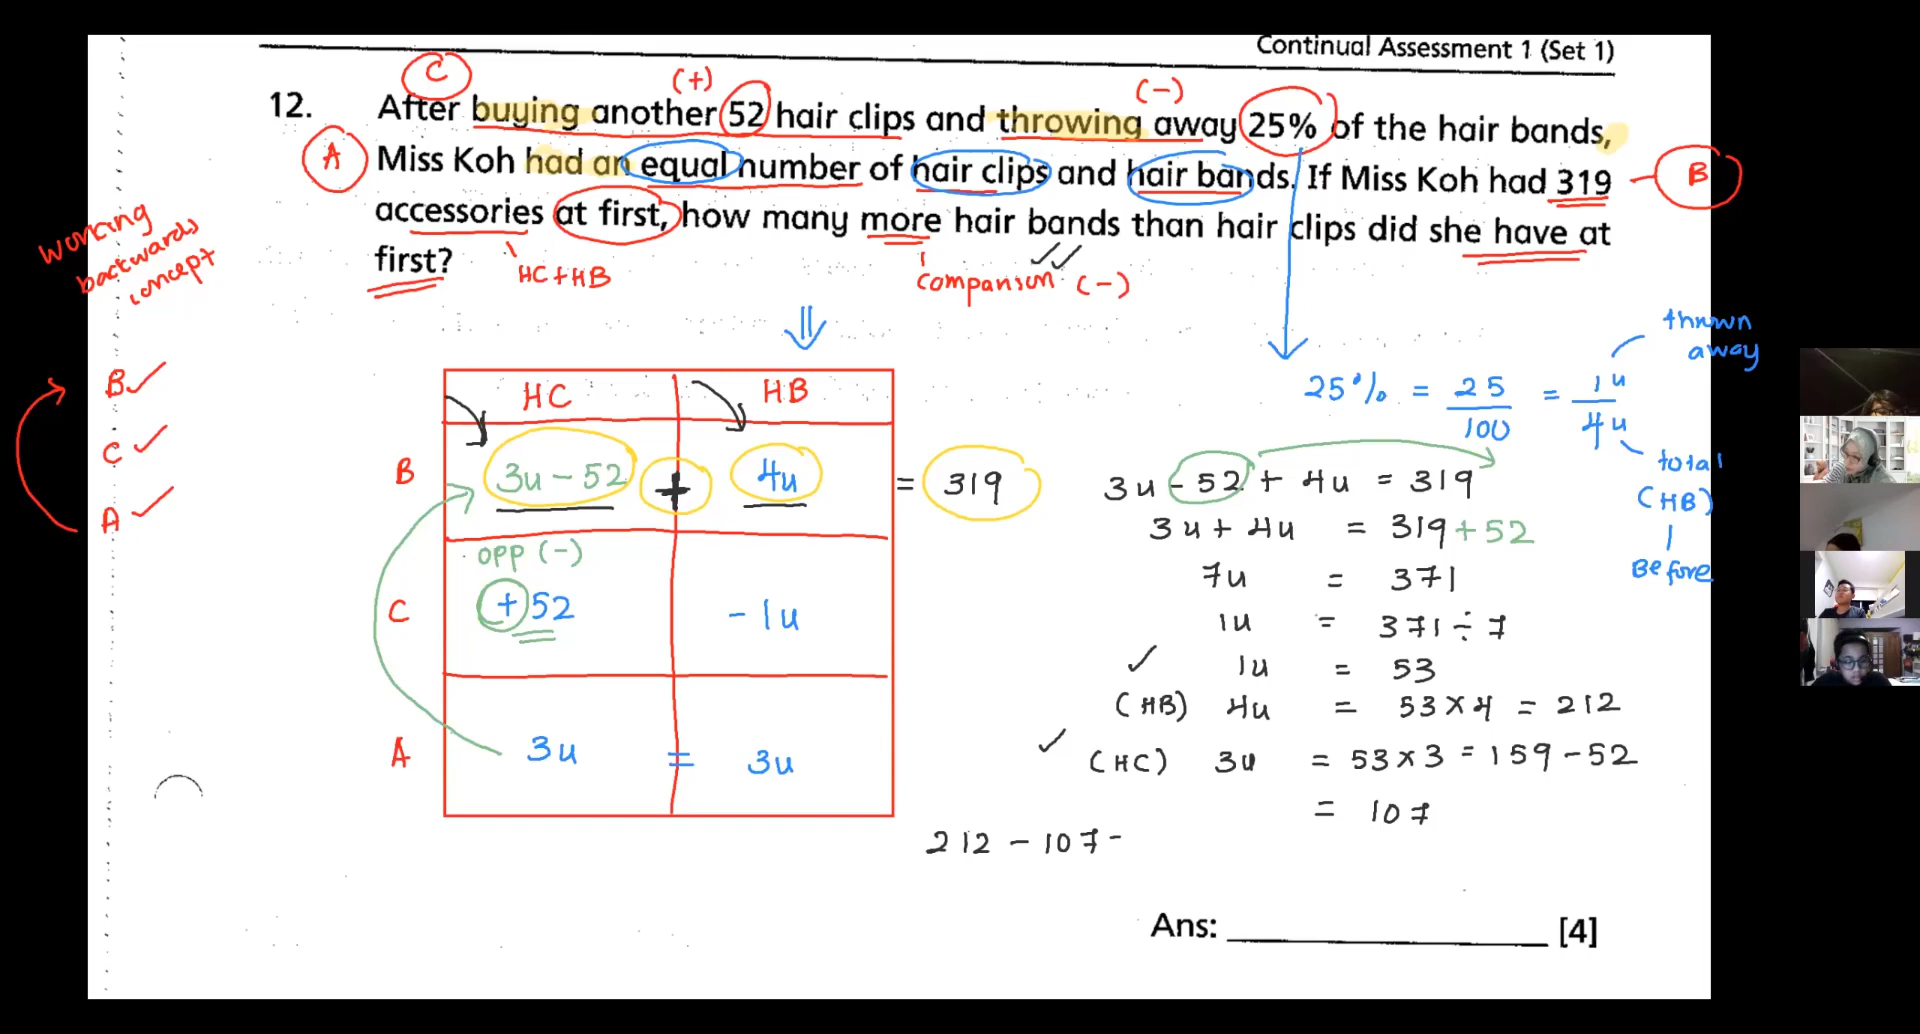 Continual Assessment 1 (Set 1)
C
(+)
(-)
12. After buying another 52 hair clips and throwing away 25% of the hair bands,
A
Miss Koh had an equal number of hair clips and hair bands. If Miss Koh had 319
B
accessories at first, how many more hair bands than hair clips did she have at
first?
HC+HB
comparison (-)
working
backwards
concept
B
C
A
HC HB
B 3u - 52 + 4u = 319
opp (-)
C +52 - 1u
A 3u = 3u
25% = 25/100 = 1u/4u
thrown
away
total
(HB)
Before
3u - 52 + 4u = 319
3u + 4u = 319 + 52
7u = 371
1u = 371 ÷ 7
1u = 53
(HB) 4u = 53 × 4 = 212
(HC) 3u = 53 × 3 = 159 - 52
= 107
212 - 107 -
Ans: ____________ [4]